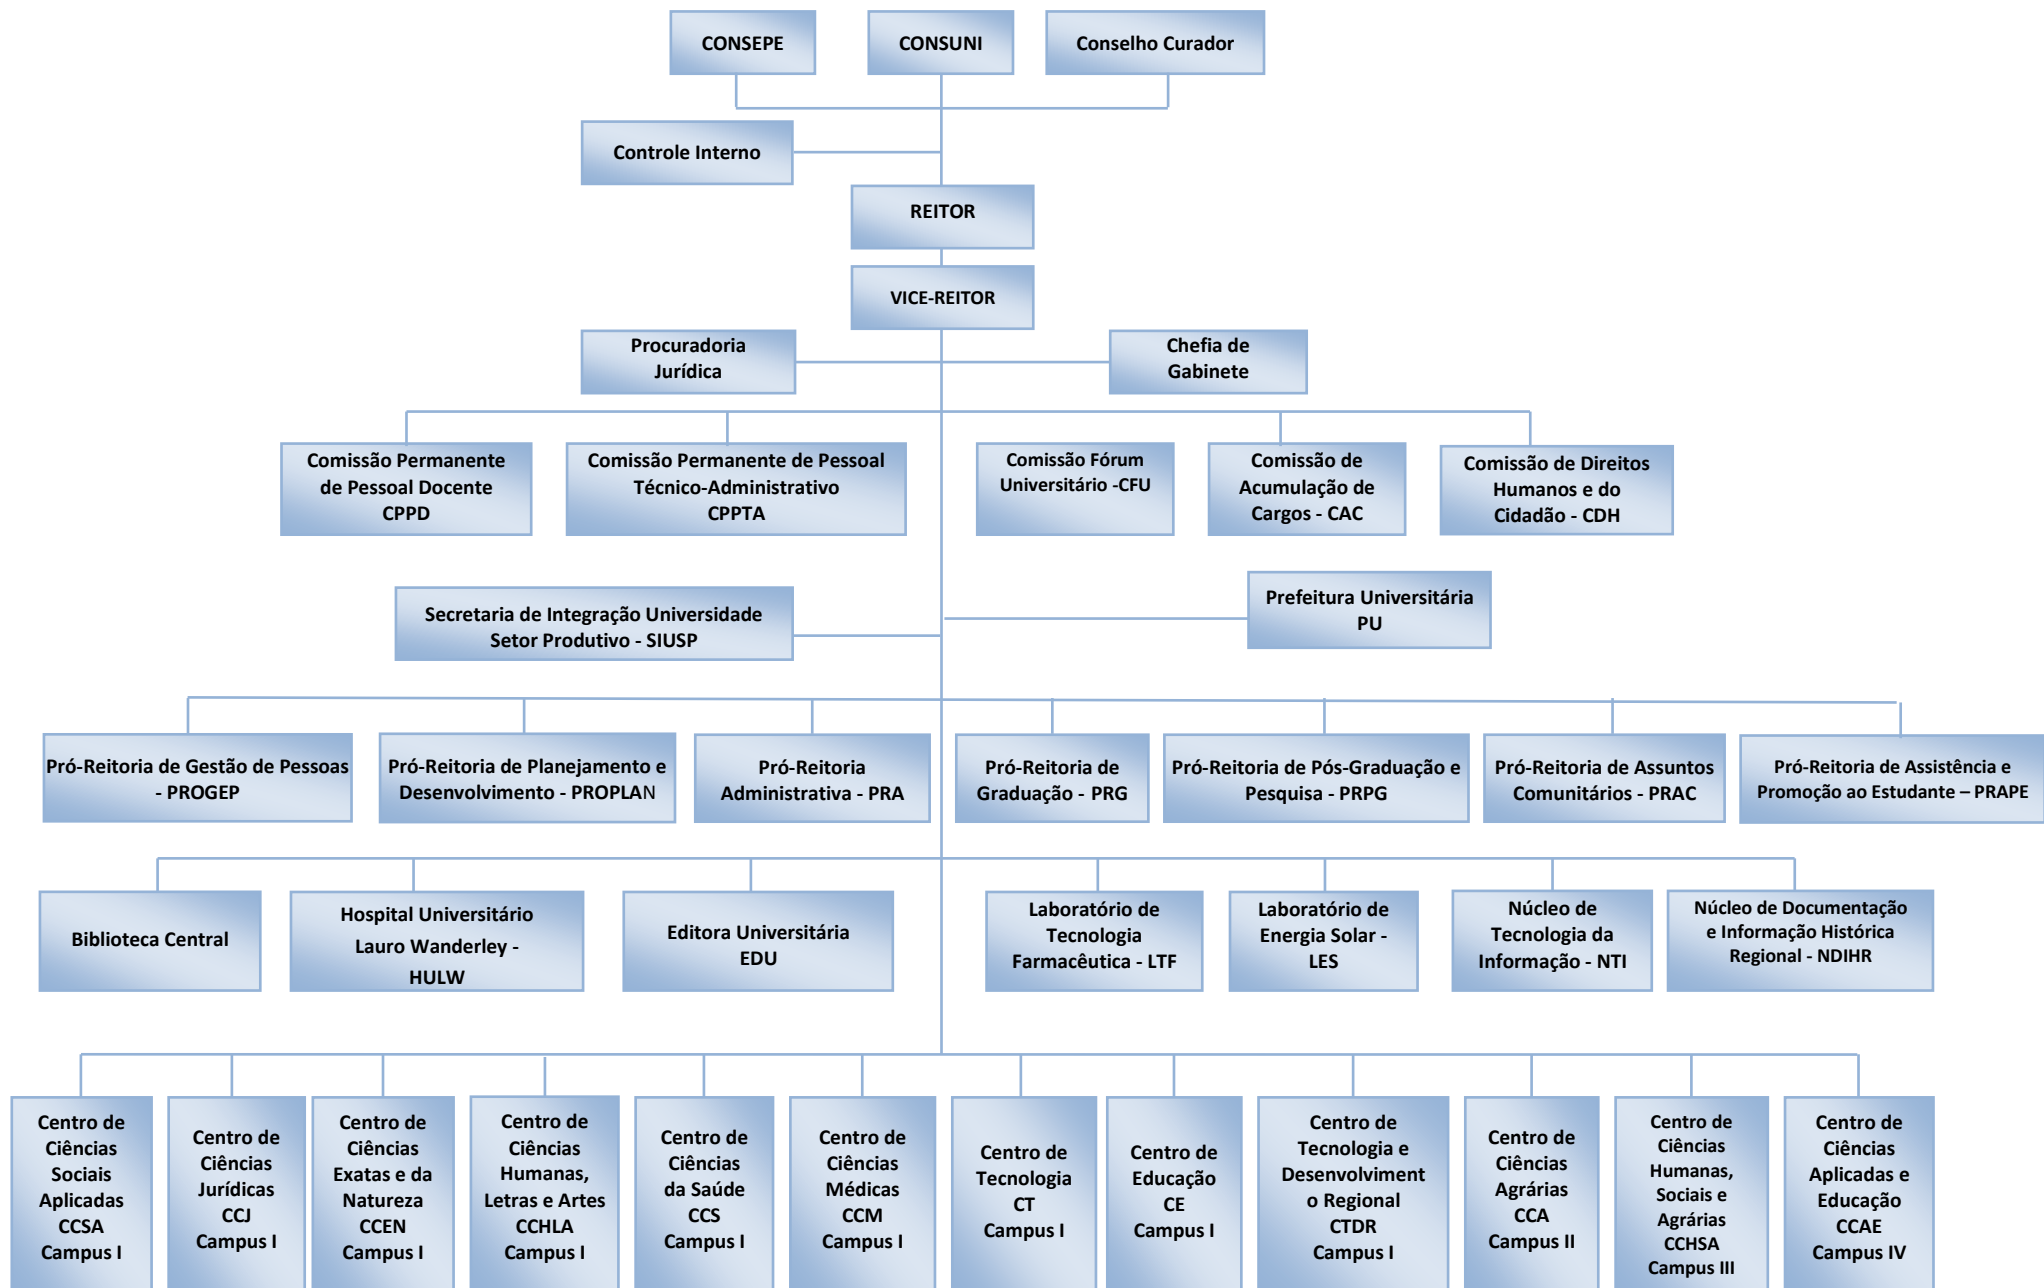 CONSEPE
CONSUNI
Conselho Curador
Controle Interno
REITOR
VICE-REITOR
Procuradoria
Jurídica
Chefia de
Gabinete
Comissão Permanente
de Pessoal Docente
CPPD
Comissão Permanente de Pessoal
Técnico-Administrativo
CPPTA
Comissão Fórum
Universitário -CFU
Comissão de
Acumulação de
Cargos - CAC
Comissão de Direitos
Humanos e do
Cidadão - CDH
Secretaria de Integração Universidade
Setor Produtivo - SIUSP
Prefeitura Universitária
PU
Pró-Reitoria de Gestão de Pessoas
- PROGEP
Pró-Reitoria de Planejamento e
Desenvolvimento - PROPLAN
Pró-Reitoria
Administrativa - PRA
Pró-Reitoria de
Graduação - PRG
Pró-Reitoria de Pós-Graduação e
Pesquisa - PRPG
Pró-Reitoria de Assuntos
Comunitários - PRAC
Pró-Reitoria de Assistência e
Promoção ao Estudante – PRAPE
Biblioteca Central
Hospital Universitário
Lauro Wanderley -
HULW
Editora Universitária
EDU
Laboratório de
Tecnologia
Farmacêutica - LTF
Laboratório de
Energia Solar -
LES
Núcleo de
Tecnologia da
Informação - NTI
Núcleo de Documentação
e Informação Histórica
Regional - NDIHR
Centro de
Ciências
Sociais
Aplicadas
CCSA
Campus I
Centro de
Ciências
Jurídicas
CCJ
Campus I
Centro de
Ciências
Exatas e da
Natureza
CCEN
Campus I
Centro de
Ciências
Humanas,
Letras e Artes
CCHLA
Campus I
Centro de
Ciências
da Saúde
CCS
Campus I
Centro de
Ciências
Médicas
CCM
Campus I
Centro de
Tecnologia
CT
Campus I
Centro de
Educação
CE
Campus I
Centro de
Tecnologia e
Desenvolviment
o Regional
CTDR
Campus I
Centro de
Ciências
Agrárias
CCA
Campus II
Centro de
Ciências
Humanas,
Sociais e
Agrárias
CCHSA
Campus III
Centro de
Ciências
Aplicadas e
Educação
CCAE
Campus IV